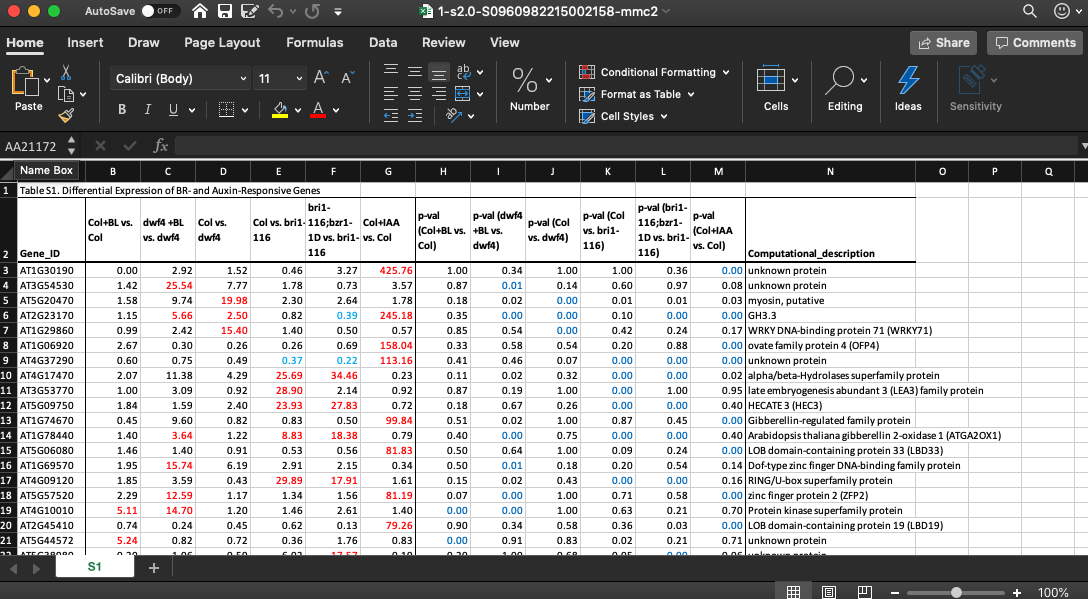 AutoSave OFF 1-s2.0-S0960982215002158-mmc2
Home Insert Draw Page Layout Formulas Data Review View Share Comments
Paste Calibri (Body) 11 A A ab % Number Conditional Formatting Cells Editing Ideas Sensitivity
B I U A Format as Table
Cell Styles
AA21172 fx
Name Box B C D E F G H I J K L M N O P Q
1 Table S1. Differential Expression of BR- and Auxin-Responsive Genes
2 Gene_ID Col+BL vs. Col dwf4 +BL vs. dwf4 Col vs. dwf4 Col vs. bri1-116 bri1-116;bzr1-1D vs. bri1-116 Col+IAA vs. Col p-val (Col+BL vs. Col) p-val (dwf4 +BL vs. dwf4) p-val (Col vs. dwf4) p-val (Col vs. bri1-116) p-val (bri1-116;bzr1-1D vs. bri1-116) p-val (Col+IAA vs. Col) Computational_description
3 AT1G30190 0.00 2.92 1.52 0.46 3.27 425.76 1.00 0.34 1.00 1.00 0.36 0.00 unknown protein
4 AT3G54530 1.42 25.54 7.77 1.78 0.73 3.57 0.87 0.01 0.14 0.60 0.97 0.08 unknown protein
5 AT5G20470 1.58 9.74 19.98 2.30 2.64 1.78 0.18 0.02 0.00 0.01 0.01 0.03 myosin, putative
6 AT2G23170 1.15 5.66 2.50 0.82 0.39 245.18 0.35 0.00 0.00 0.10 0.00 0.00 GH3.3
7 AT1G29860 0.99 2.42 15.40 1.40 0.50 0.57 0.85 0.54 0.00 0.42 0.24 0.17 WRKY DNA-binding protein 71 (WRKY71)
8 AT1G06920 2.67 0.30 0.26 0.26 0.69 158.04 0.33 0.58 0.54 0.20 0.88 0.00 ovate family protein 4 (OFP4)
9 AT4G37290 0.60 0.75 0.49 0.37 0.22 113.16 0.41 0.46 0.07 0.00 0.00 0.00 unknown protein
10 AT4G17470 2.07 11.38 4.29 25.69 34.46 0.23 0.11 0.02 0.32 0.00 0.00 0.02 alpha/beta-Hydrolases superfamily protein
11 AT3G53770 1.00 3.09 0.92 28.90 2.14 0.92 0.87 0.19 1.00 0.00 1.00 0.95 late embryogenesis abundant 3 (LEA3) family protein
12 AT5G09750 1.84 1.59 2.40 23.93 27.83 0.72 0.18 0.67 0.26 0.00 0.00 0.40 HECATE 3 (HEC3)
13 AT1G74670 0.45 9.60 0.82 0.83 0.50 99.84 0.51 0.02 1.00 0.87 0.45 0.00 Gibberellin-regulated family protein
14 AT1G78440 1.40 3.64 1.22 8.83 18.38 0.79 0.40 0.00 0.75 0.00 0.00 0.40 Arabidopsis thaliana gibberellin 2-oxidase 1 (ATGA2OX1)
15 AT5G06080 1.46 1.40 0.91 0.53 0.56 81.83 0.50 0.64 1.00 0.09 0.24 0.00 LOB domain-containing protein 33 (LBD33)
16 AT1G69570 1.95 15.74 6.19 2.91 2.15 0.34 0.50 0.01 0.18 0.20 0.54 0.14 Dof-type zinc finger DNA-binding family protein
17 AT4G09120 1.85 3.59 0.43 29.89 17.91 1.61 0.15 0.02 0.43 0.00 0.00 0.16 RING/U-box superfamily protein
18 AT5G57520 2.29 12.59 1.17 1.34 1.56 81.19 0.07 0.00 1.00 0.71 0.58 0.00 zinc finger protein 2 (ZFP2)
19 AT4G10010 5.11 14.70 1.20 1.46 2.61 1.40 0.00 0.00 1.00 0.63 0.21 0.70 Protein kinase superfamily protein
20 AT2G45410 0.74 0.24 0.45 0.62 0.13 79.26 0.90 0.34 0.58 0.36 0.03 0.00 LOB domain-containing protein 19 (LBD19)
21 AT5G44572 5.24 0.82 0.72 0.36 1.76 0.83 0.00 0.91 0.83 0.02 0.21 0.71 unknown protein
S1 +
100%